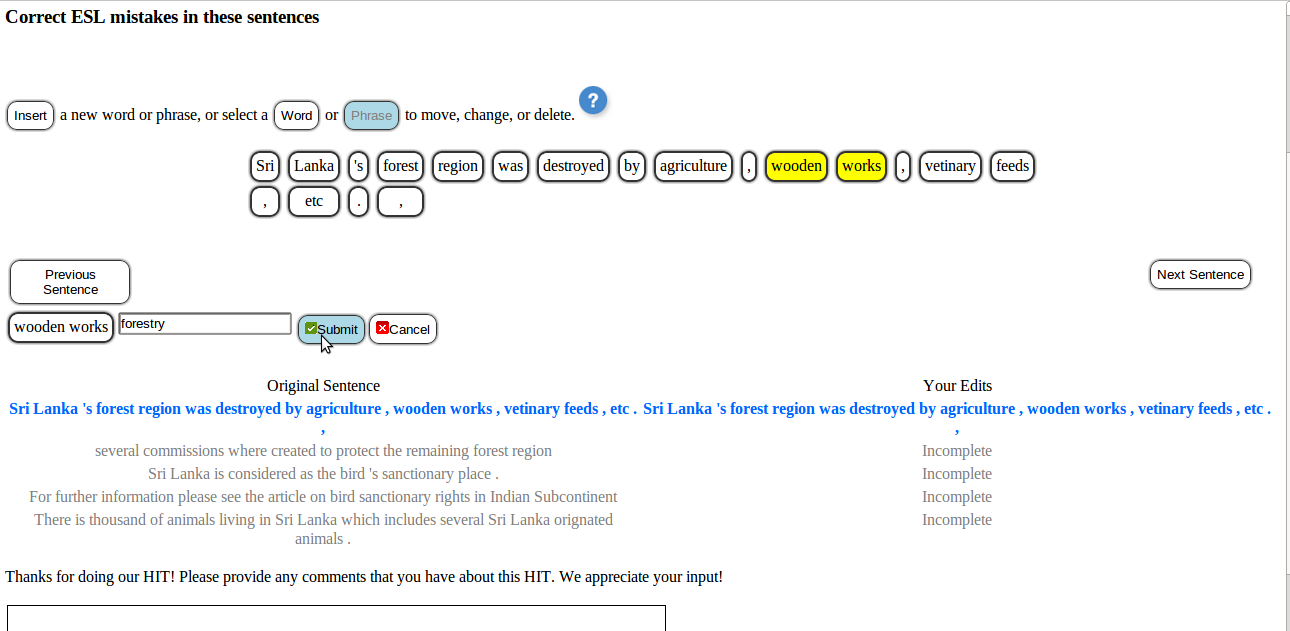 Correct ESL mistakes in these sentences
Insert a new word or phrase, or select a Word or Phrase to move, change, or delete. ?
Sri Lanka 's forest region was destroyed by agriculture , wooden works , vetinary feeds
, etc . ,
Previous
Sentence
Next Sentence
wooden works forestry Submit Cancel
Original Sentence
Your Edits
Sri Lanka 's forest region was destroyed by agriculture , wooden works , vetinary feeds , etc .
,
Sri Lanka 's forest region was destroyed by agriculture , wooden works , vetinary feeds , etc .
,
several commissions where created to protect the remaining forest region
Incomplete
Sri Lanka is considered as the bird 's sanctionary place .
Incomplete
For further information please see the article on bird sanctionary rights in Indian Subcontinent
Incomplete
There is thousand of animals living in Sri Lanka which includes several Sri Lanka orignated
animals .
Incomplete
Thanks for doing our HIT! Please provide any comments that you have about this HIT. We appreciate your input!